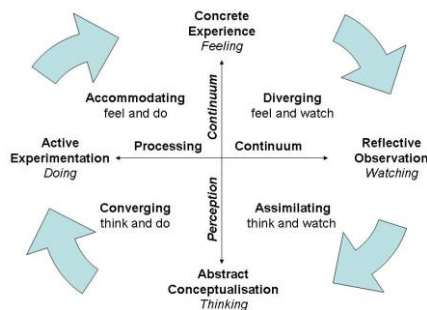 Concrete
Experience
Feeling
Continuum
Accommodating
feel and do
Diverging
feel and watch
Active
Experimentation
Doing
Processing
Continuum
Reflective
Observation
Watching
Converging
think and do
Perception
Assimilating
think and watch
Abstract
Conceptualisation
Thinking